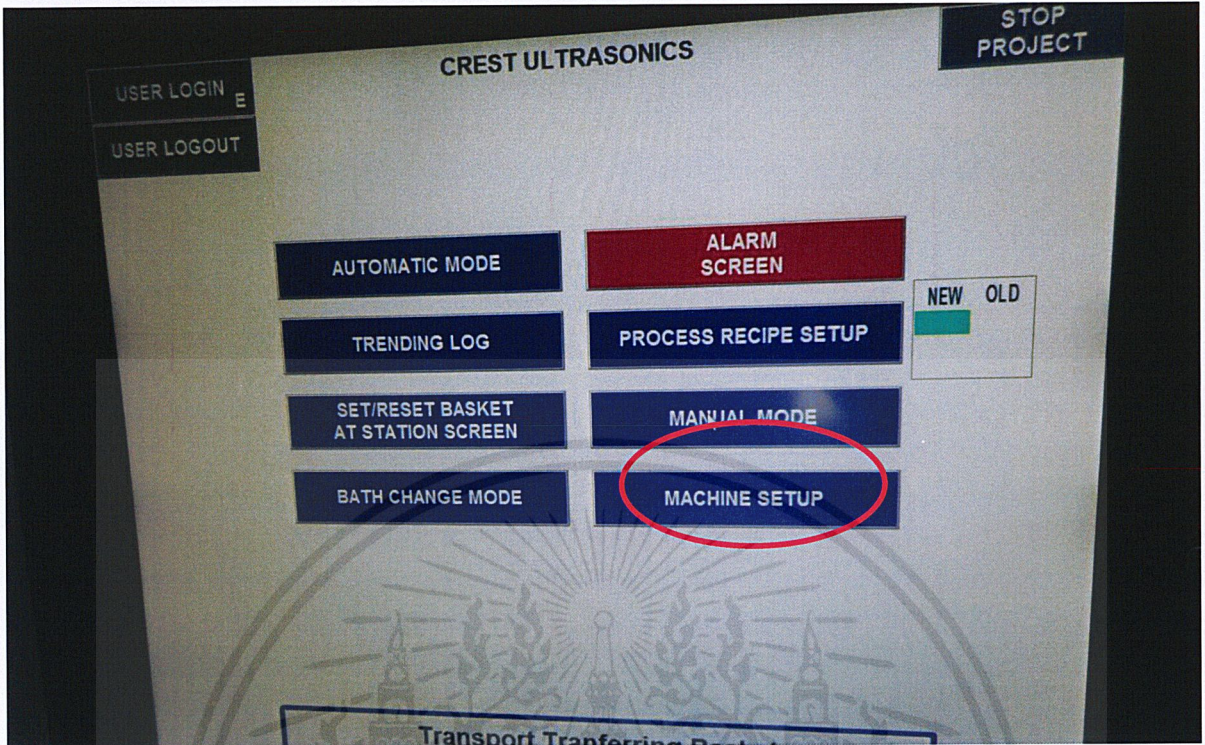 CREST ULTRASONICS
STOP
PROJECT
USER LOGIN E
USER LOGOUT
AUTOMATIC MODE
ALARM
SCREEN
TRENDING LOG
PROCESS RECIPE SETUP
NEW OLD
SET/RESET BASKET
AT STATION SCREEN
MANUAL MODE
BATH CHANGE MODE
MACHINE SETUP
Transport Tranferring